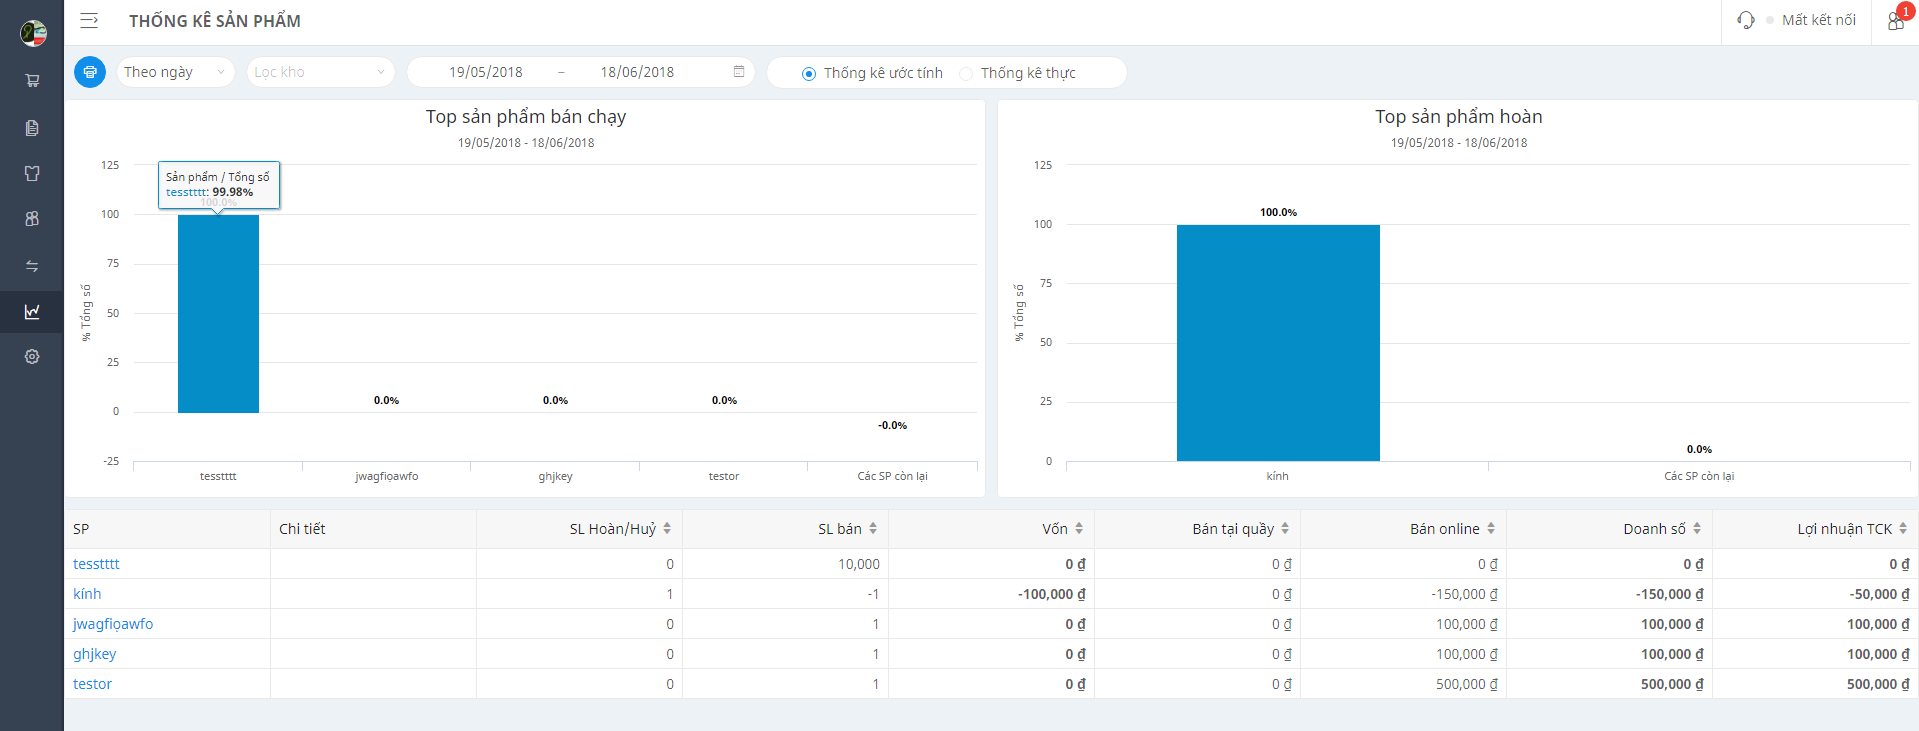 THỐNG KÊ SẢN PHẨM
Mất kết nối
1
Theo ngày
Lọc kho
19/05/2018 – 18/06/2018
Thống kê ước tính
Thống kê thực
Top sản phẩm bán chạy
19/05/2018 - 18/06/2018
% Tổng số
125
100
75
50
25
0
-25
Sản phẩm / Tổng số
tesstttt: 99.98%
100.0%
0.0%
0.0%
0.0%
-0.0%
tesstttt
jwagfiọawfo
ghjkey
testor
Các SP còn lại
Top sản phẩm hoàn
19/05/2018 - 18/06/2018
% Tổng số
125
100
75
50
25
0
100.0%
0.0%
kính
Các SP còn lại
SP Chi tiết SL Hoàn/Huỷ SL bán Vốn Bán tại quầy Bán online Doanh số Lợi nhuận TCK
tesstttt 0 10,000 0 ₫ 0 ₫ 0 ₫ 0 ₫ 0 ₫
kính 1 -1 -100,000 ₫ 0 ₫ -150,000 ₫ -150,000 ₫ -50,000 ₫
jwagfiọawfo 0 1 0 ₫ 0 ₫ 100,000 ₫ 100,000 ₫ 100,000 ₫
ghjkey 0 1 0 ₫ 0 ₫ 100,000 ₫ 100,000 ₫ 100,000 ₫
testor 0 1 0 ₫ 0 ₫ 500,000 ₫ 500,000 ₫ 500,000 ₫